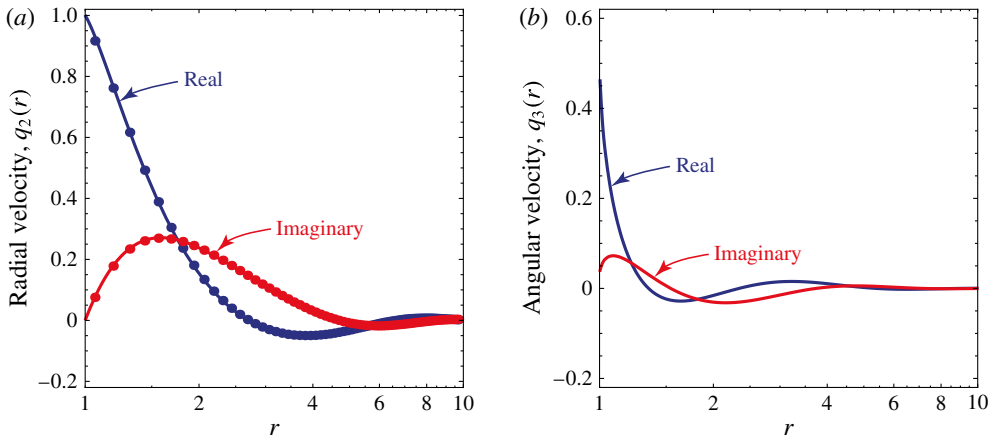 (a)
Radial velocity, q2(r)
1.0
0.8
0.6
0.4
0.2
0
−0.2
Real
Imaginary
1
2
4
6
8
10
r
(b)
Angular velocity, q3(r)
0.6
0.4
0.2
0
−0.2
Real
Imaginary
1
2
4
6
8
10
r